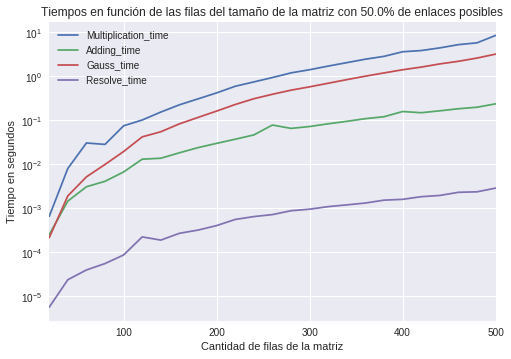 Tiempos en función de las filas del tamaño de la matriz con 50.0% de enlaces posibles
Multiplication_time
Adding_time
Gauss_time
Resolve_time
10¹
10⁰
10⁻¹
10⁻²
10⁻³
10⁻⁴
10⁻⁵
Tiempo en segundos
100 200 300 400 500
Cantidad de filas de la matriz